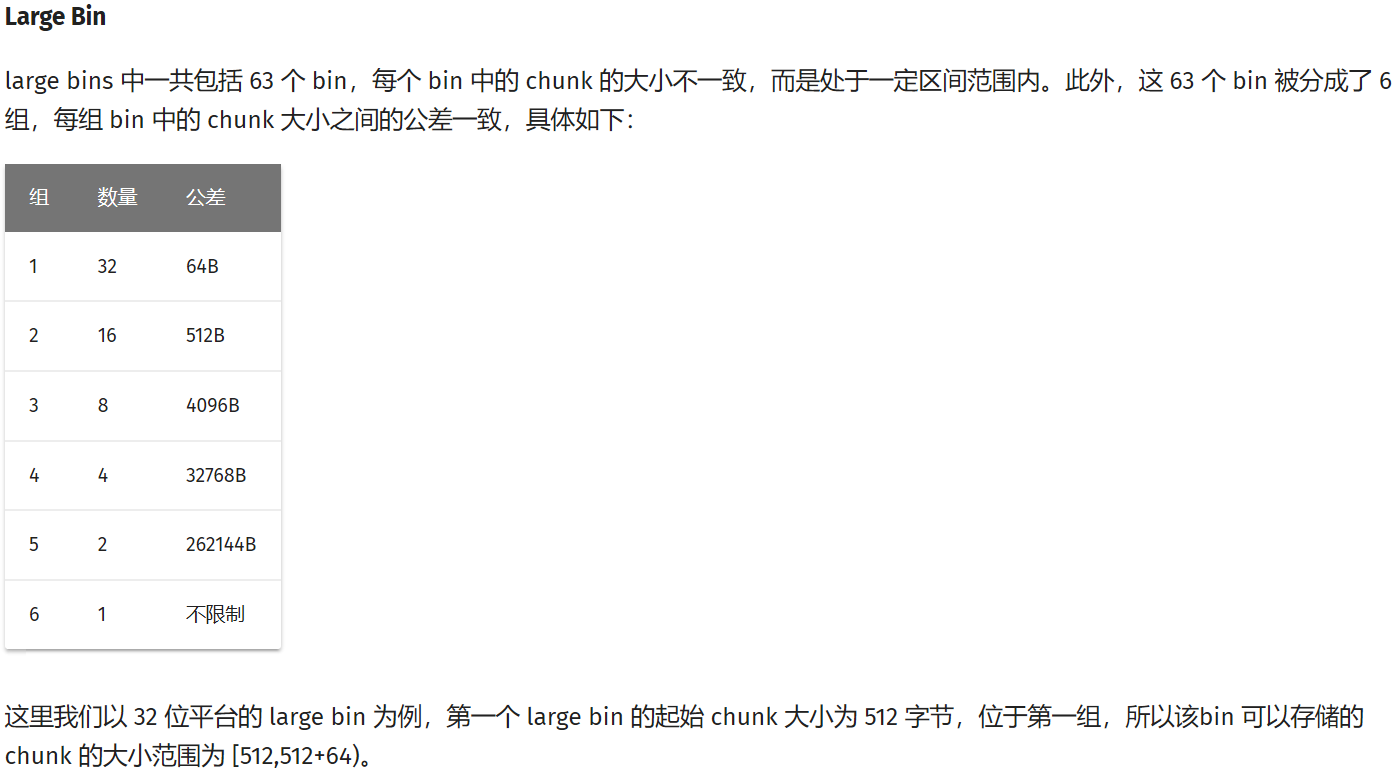 Large Bin
large bins 中一共包括 63 个 bin，每个 bin 中的 chunk 的大小不一致，而是处于一定区间范围内。此外，这 63 个 bin 被分成了 6
组，每组 bin 中的 chunk 大小之间的公差一致，具体如下：
组 数量 公差
1 32 64B
2 16 512B
3 8 4096B
4 4 32768B
5 2 262144B
6 1 不限制
这里我们以 32 位平台的 large bin 为例，第一个 large bin 的起始 chunk 大小为 512 字节，位于第一组，所以该bin 可以存储的
chunk 的大小范围为 [512,512+64)。